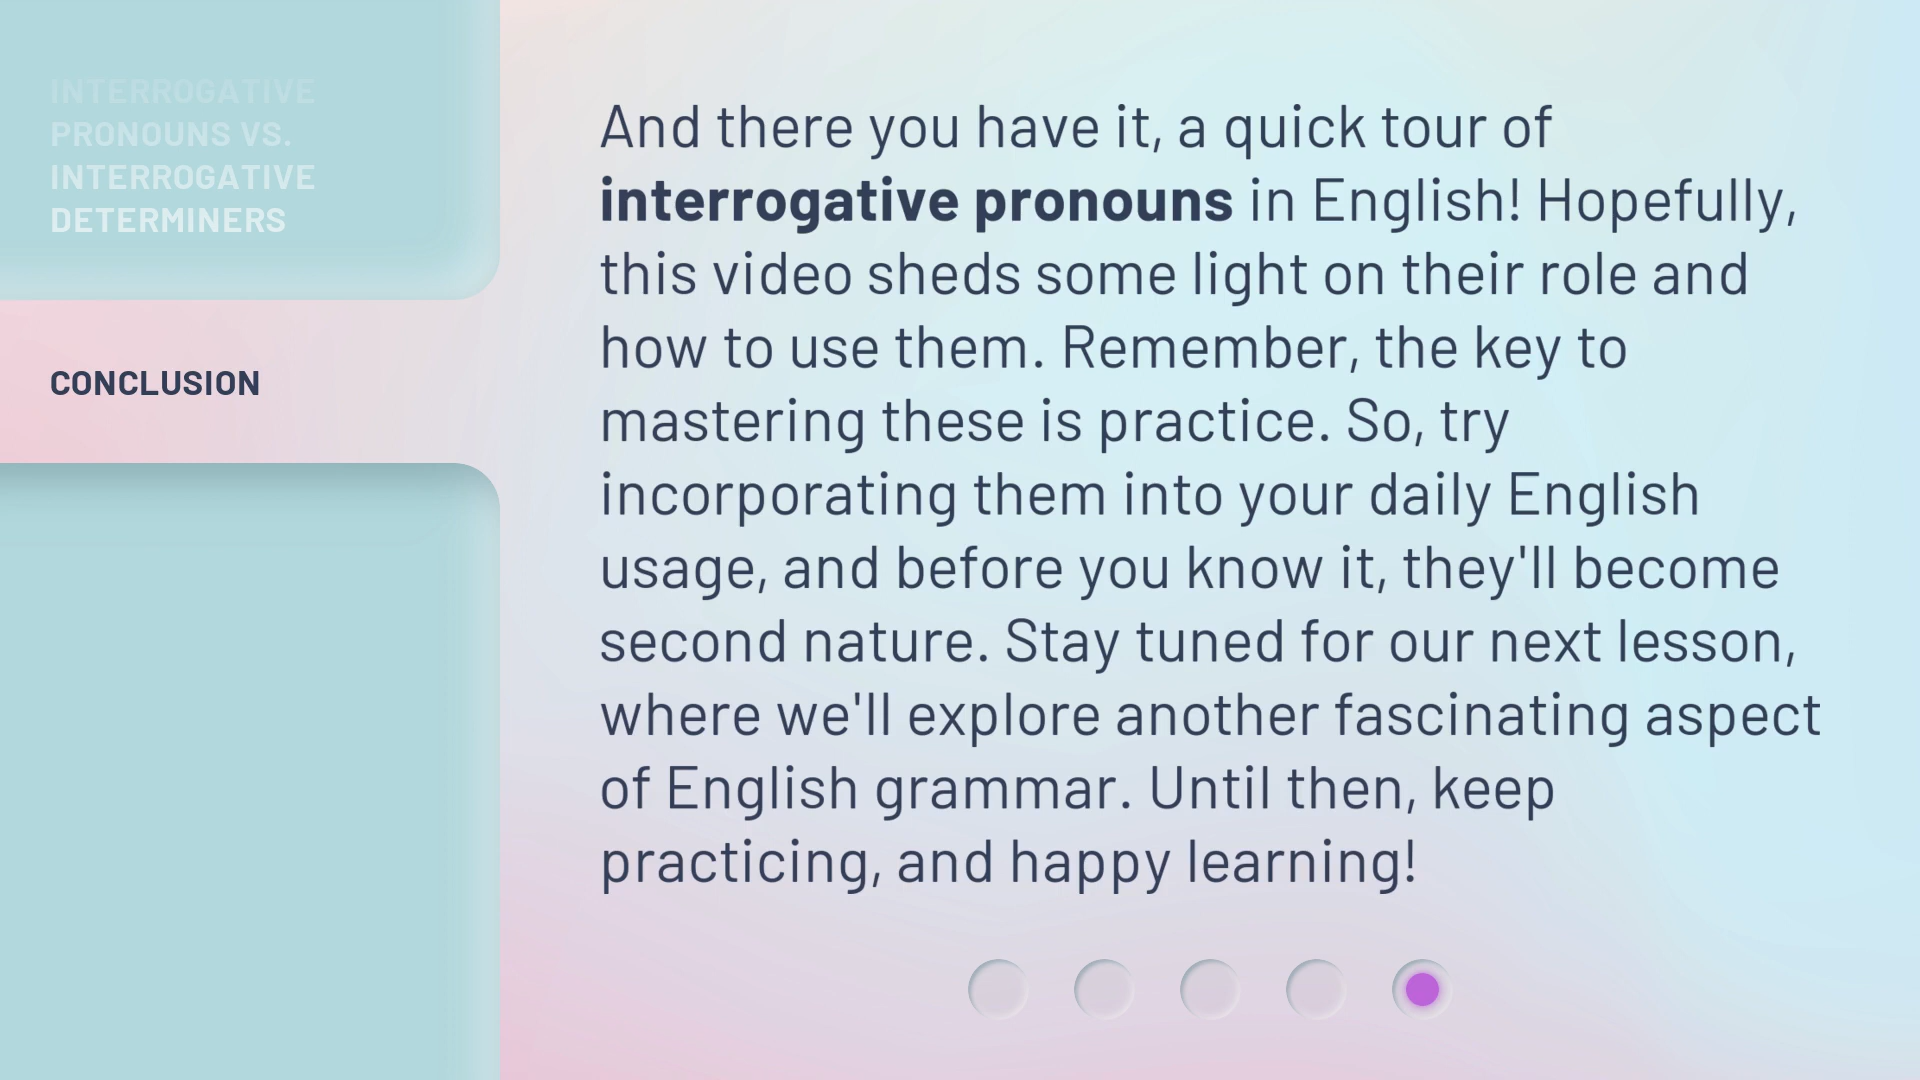 INTERROGATIVE
PRONOUNS VS.
INTERROGATIVE
DETERMINERS
CONCLUSION
And there you have it, a quick tour of
interrogative pronouns in English! Hopefully,
this video sheds some light on their role and
how to use them. Remember, the key to
mastering these is practice. So, try
incorporating them into your daily English
usage, and before you know it, they'll become
second nature. Stay tuned for our next lesson,
where we'll explore another fascinating aspect
of English grammar. Until then, keep
practicing, and happy learning!